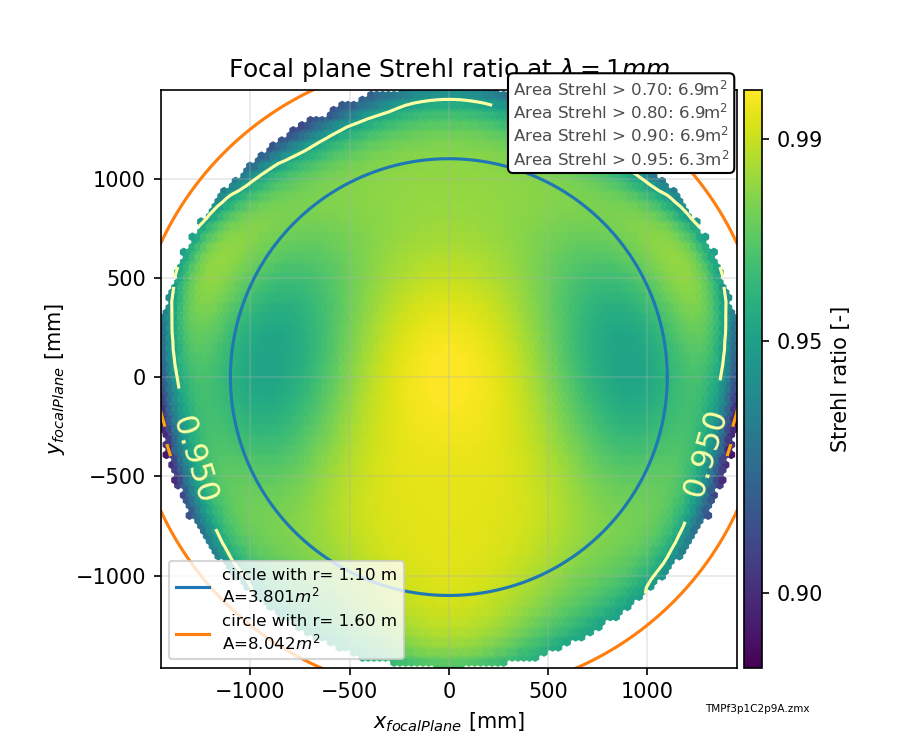 Focal plane Strehl ratio at λ = 1mm
Area Strehl > 0.70: 6.9m²
Area Strehl > 0.80: 6.9m²
Area Strehl > 0.90: 6.9m²
Area Strehl > 0.95: 6.3m²
1000
500
0
−500
−1000
y_focalPlane [mm]
0.950
0.950
circle with r= 1.10 m
A=3.801m²
circle with r= 1.60 m
A=8.042m²
−1000
−500
0
500
1000
x_focalPlane [mm]
0.99
0.95
0.90
Strehl ratio [-]
TMPf3p1C2p9A.zmx